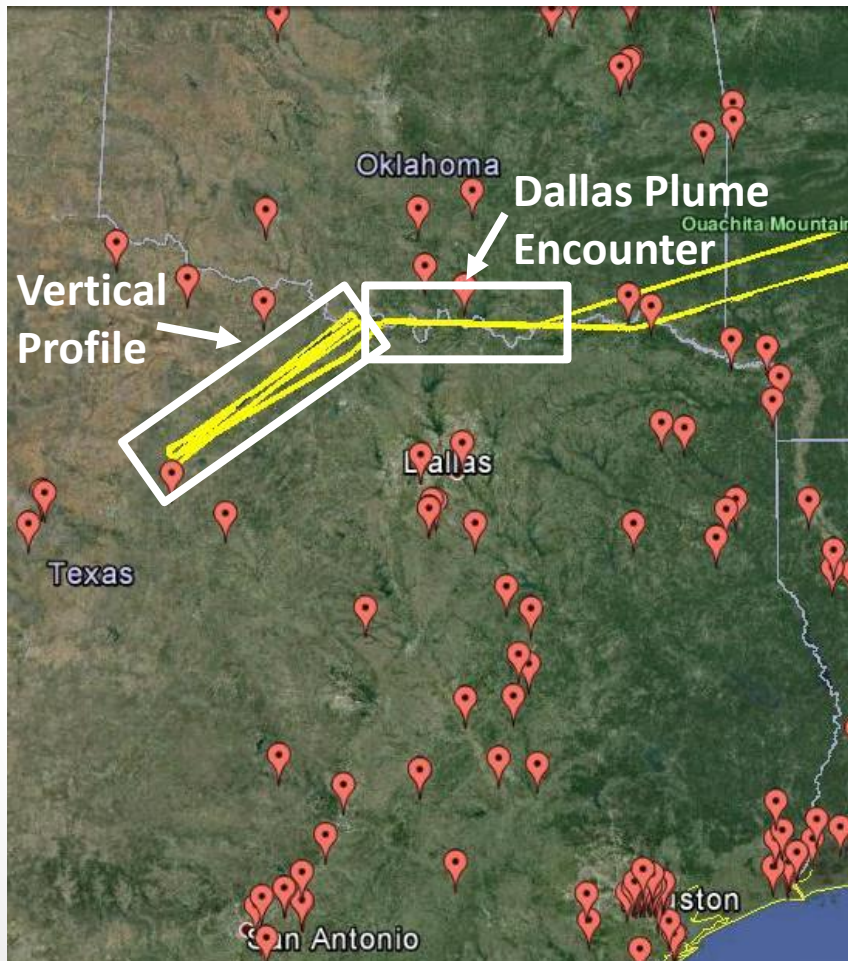 Oklahoma
Dallas Plume
Encounter
Ouachita Mountain
Vertical
Profile
Dallas
Texas
uston
San Antonio